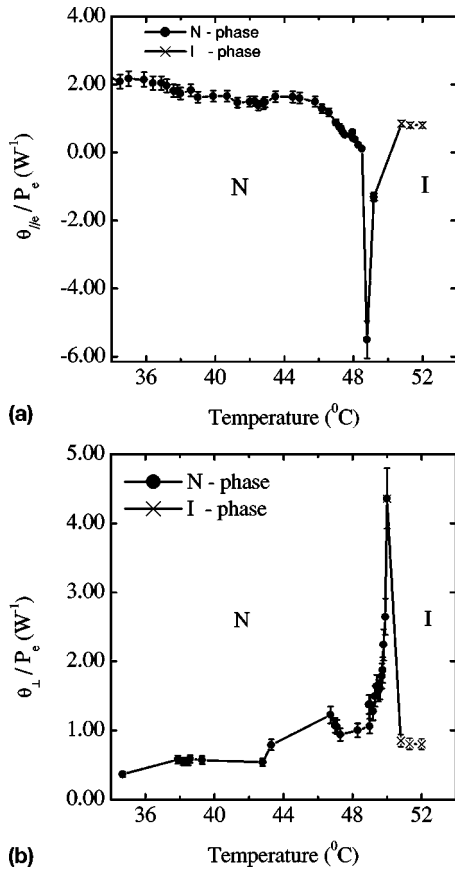 4.00
N - phase
I - phase
2.00
0.00
N
I
-2.00
-4.00
-6.00
θ//e / Pe (W⁻¹)
36 40 44 48 52
(a)
Temperature (⁰C)
5.00
N - phase
I - phase
4.00
N
I
3.00
2.00
1.00
0.00
θ⊥ / Pe (W⁻¹)
36 40 44 48 52
(b)
Temperature (⁰C)